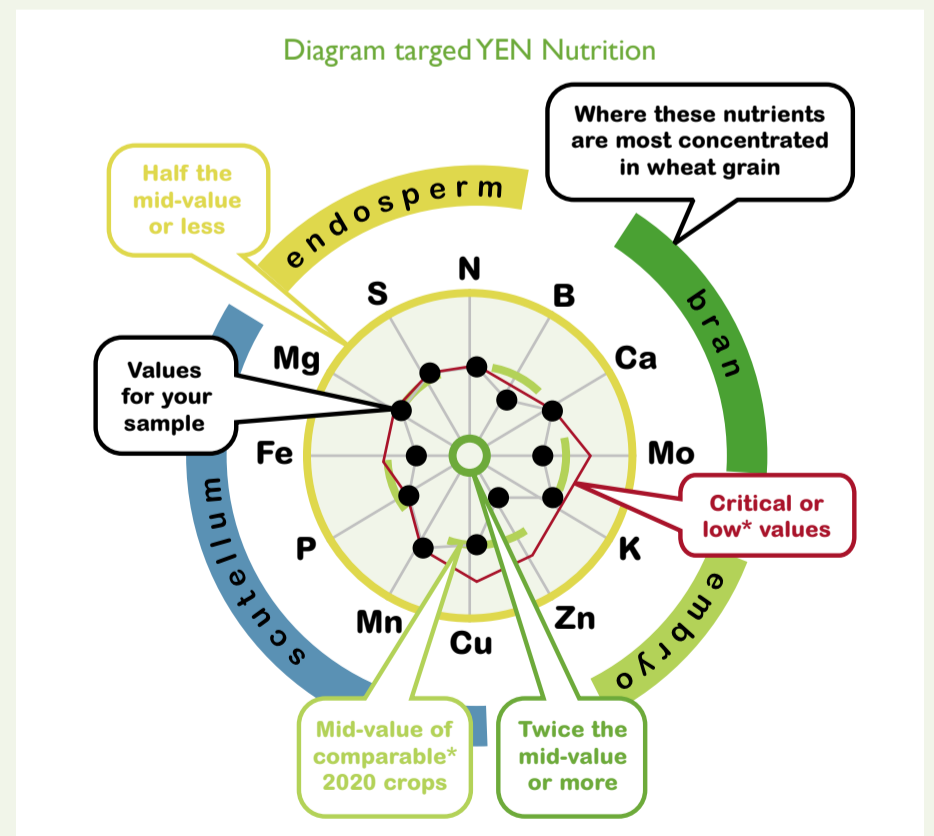 Diagram targed YEN Nutrition
Where these nutrients
are most concentrated
in wheat grain
Half the
mid-value
or less
endosperm
bran
N
S
B
Mg
Ca
Values
for your
sample
Fe
Mo
Critical or
low* values
P
K
scutellum
embryo
Mn
Zn
Cu
Mid-value of
comparable*
2020 crops
Twice the
mid-value
or more